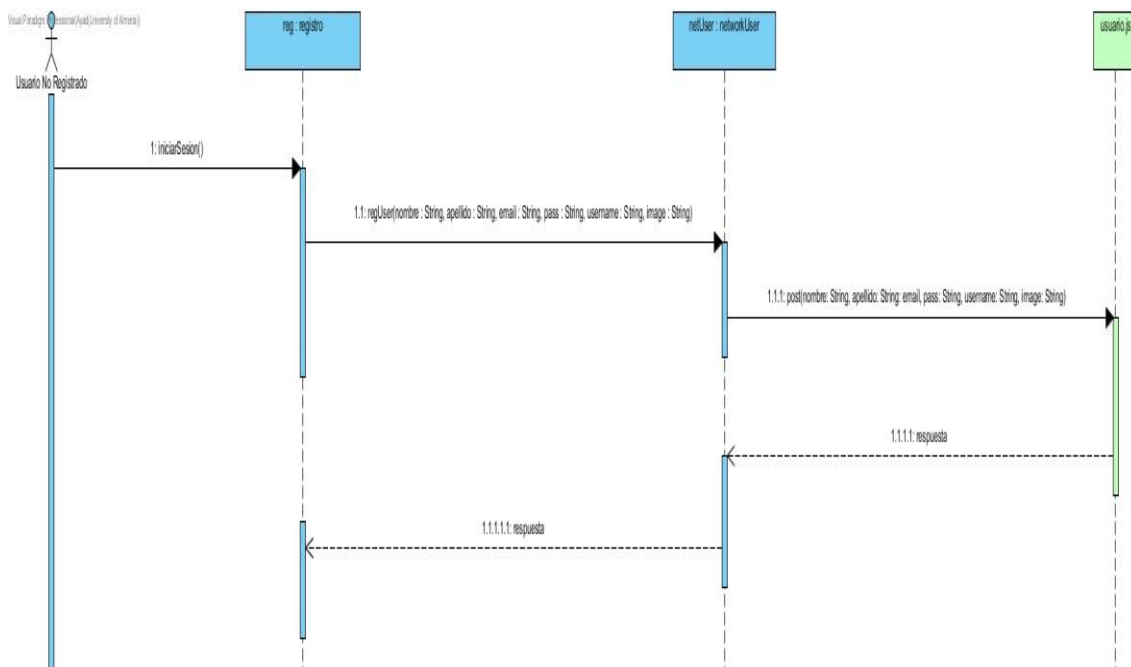 Visual Paradigm Professional(Ayad(University of Almeria))
Usuario No Registrado
reg : registro
netUser : networkUser
usuario.js
1: iniciarSesion()
1.1: regUser(nombre : String, apellido : String, email : String, pass : String, username : String, image : String)
1.1.1: post(nombre: String, apellido: String: email, pass: String, username: String, image: String)
1.1.1.1: respuesta
1.1.1.1.1: respuesta